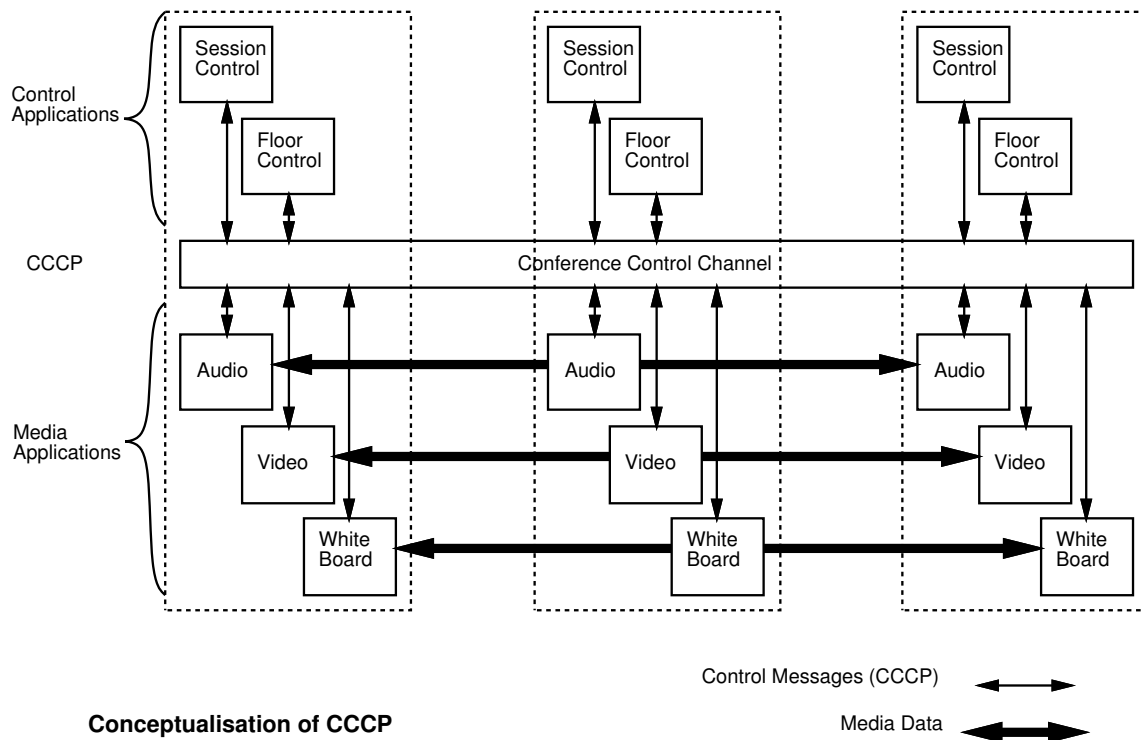 Session
Control
Session
Control
Session
Control
Control
Applications
Floor
Control
Floor
Control
Floor
Control
CCCP
Conference Control Channel
Audio
Audio
Audio
Media
Applications
Video
Video
Video
White
Board
White
Board
White
Board
Control Messages (CCCP)
Conceptualisation of CCCP
Media Data